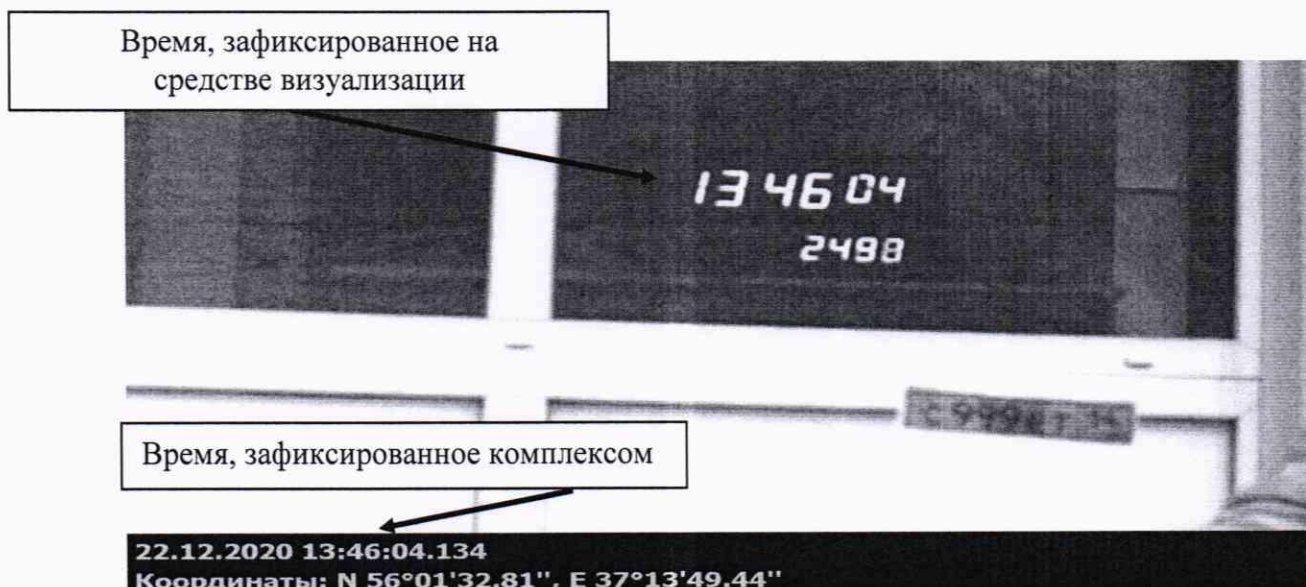 Время, зафиксированное на
средстве визуализации
13 46 04
2498
Время, зафиксированное комплексом
22.12.2020 13:46:04.134
Координаты: N 56°01'32.81'', E 37°13'49.44''